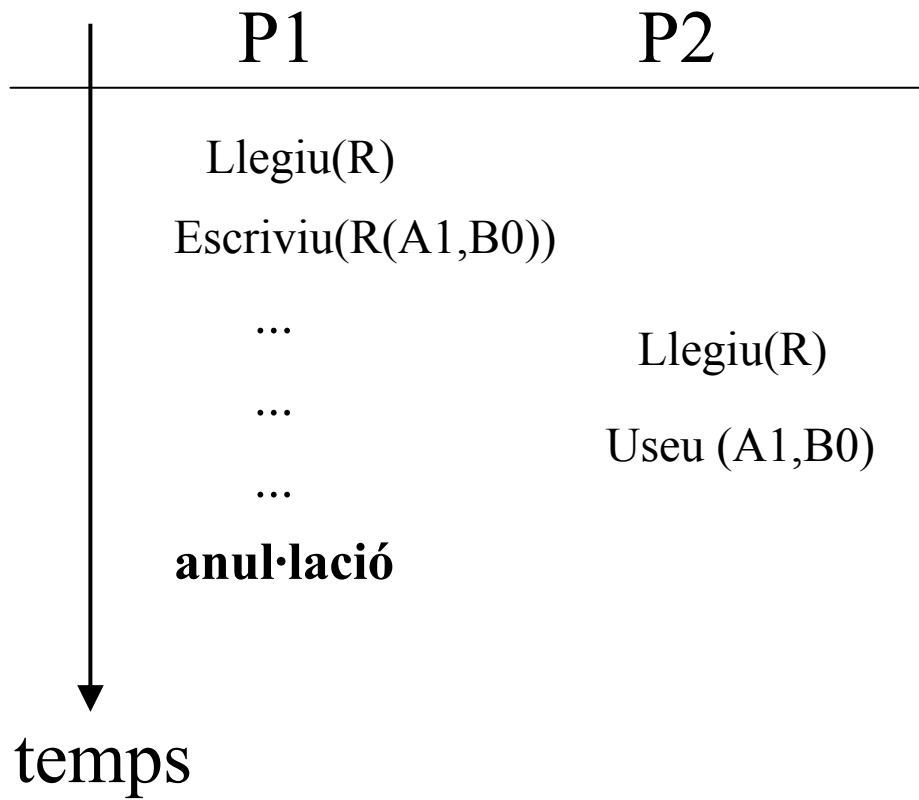 P1 P2
Llegiu(R)
Escriviu(R(A1,B0))
...
Llegiu(R)
...
Useu (A1,B0)
...
anul·lació
temps